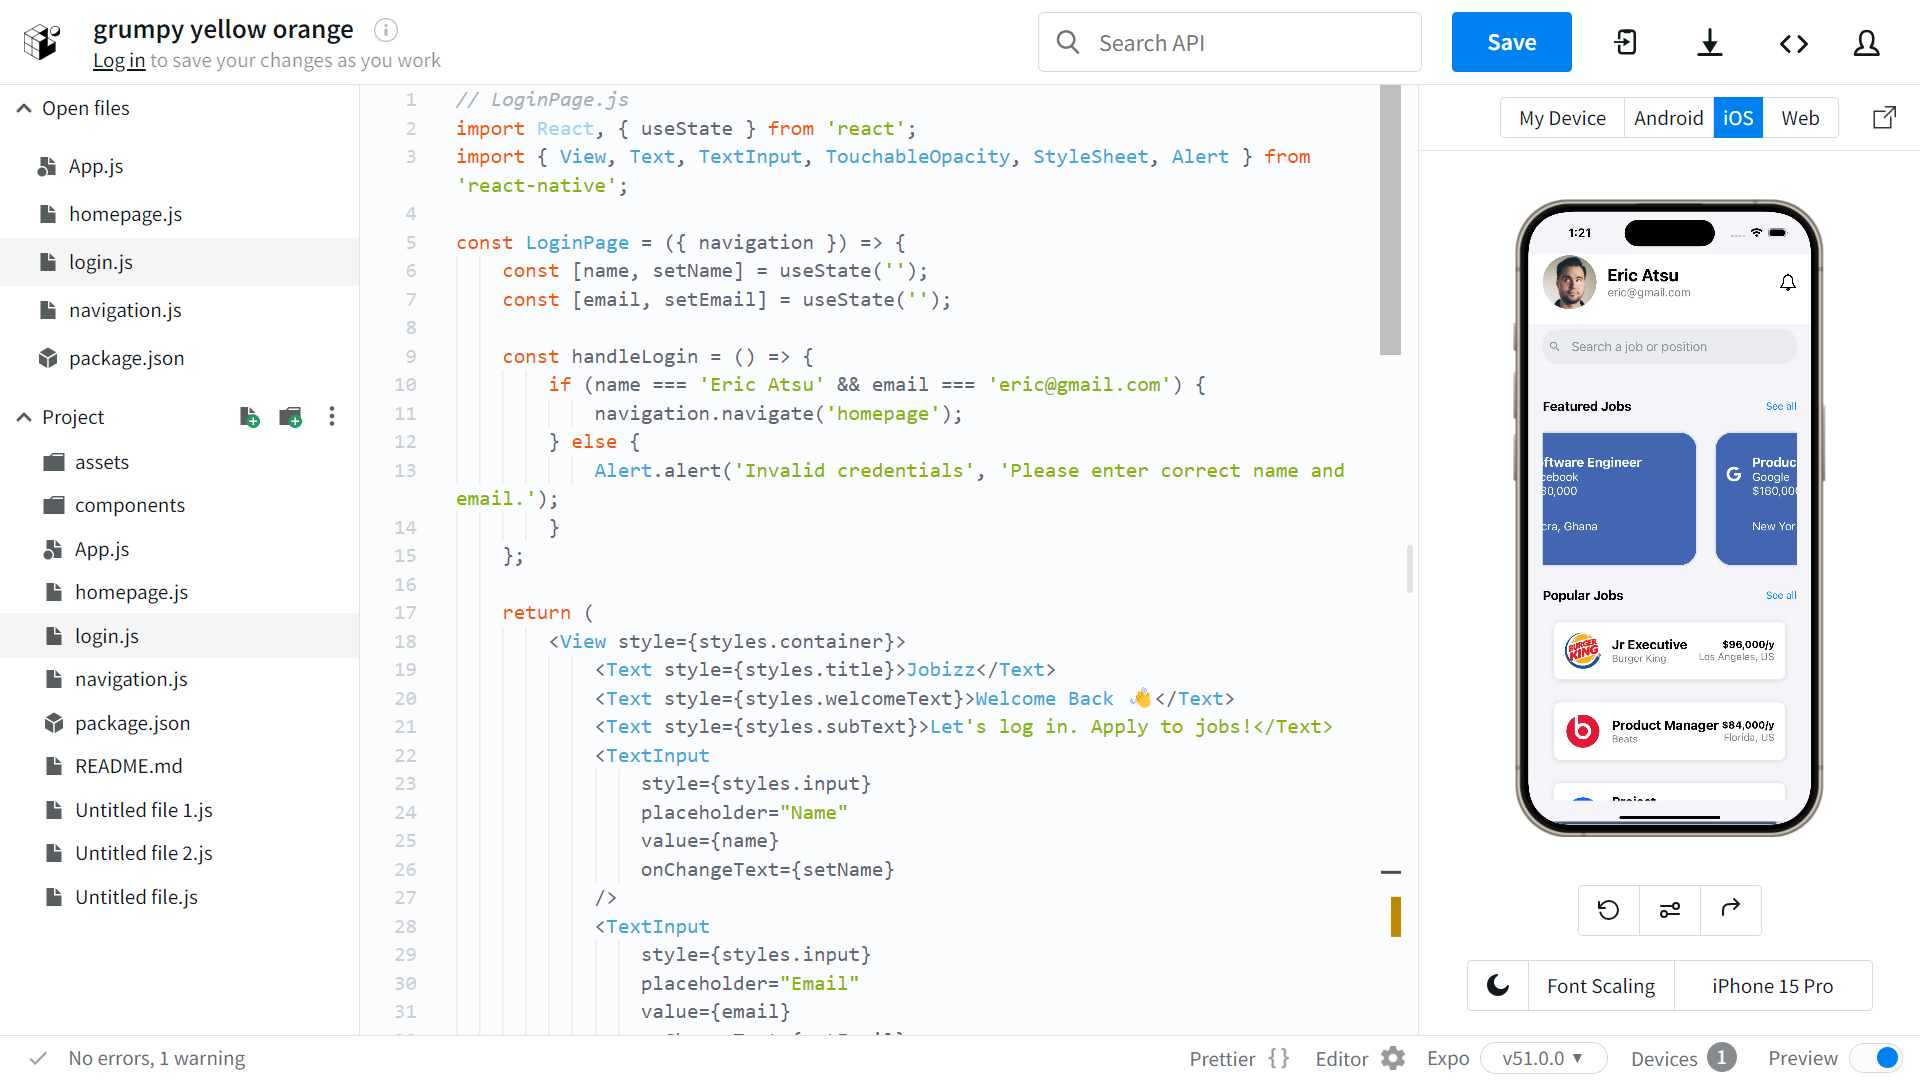 grumpy yellow orange
Log in to save your changes as you work
Search API
Save
Open files
App.js
homepage.js
login.js
navigation.js
package.json
Project
assets
components
App.js
homepage.js
login.js
navigation.js
package.json
README.md
Untitled file 1.js
Untitled file 2.js
Untitled file.js
1 // LoginPage.js
2 import React, { useState } from 'react';
3 import { View, Text, TextInput, TouchableOpacity, StyleSheet, Alert } from
'react-native';
4
5 const LoginPage = ({ navigation }) => {
6 const [name, setName] = useState('');
7 const [email, setEmail] = useState('');
8
9 const handleLogin = () => {
10 if (name === 'Eric Atsu' && email === 'eric@gmail.com') {
11 navigation.navigate('homepage');
12 } else {
13 Alert.alert('Invalid credentials', 'Please enter correct name and
email.');
14 }
15 };
16
17 return (
18 <View style={styles.container}>
19 <Text style={styles.title}>Jobizz</Text>
20 <Text style={styles.welcomeText}>Welcome Back 👋</Text>
21 <Text style={styles.subText}>Let's log in. Apply to jobs!</Text>
22 <TextInput
23 style={styles.input}
24 placeholder="Name"
25 value={name}
26 onChangeText={setName}
27 />
28 <TextInput
29 style={styles.input}
30 placeholder="Email"
31 value={email}
My Device Android iOS Web
1:21
Eric Atsu
eric@gmail.com
Search a job or position
Featured Jobs See all
ftware Engineer
cebook
30,000
cra, Ghana
G
Produc
Google
$160,00
New Yor
Popular Jobs See all
BURGER KING
Jr Executive $96,000/y
Burger King Los Angeles, US
Product Manager $84,000/y
Beats Florida, US
Project
Font Scaling
iPhone 15 Pro
No errors, 1 warning
Prettier {} Editor Expo v51.0.0 ▼ Devices 1 Preview